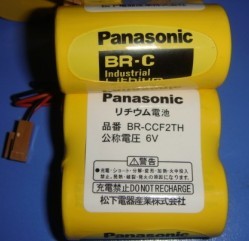 Panasonic
BR-C
Industrial
Lithium
Panasonic
リチウム電池
品番 BR-CCF2TH
公称電圧 6V
⚠警告
充電禁止 DO NOT RECHARGE
松下電器産業株式会社